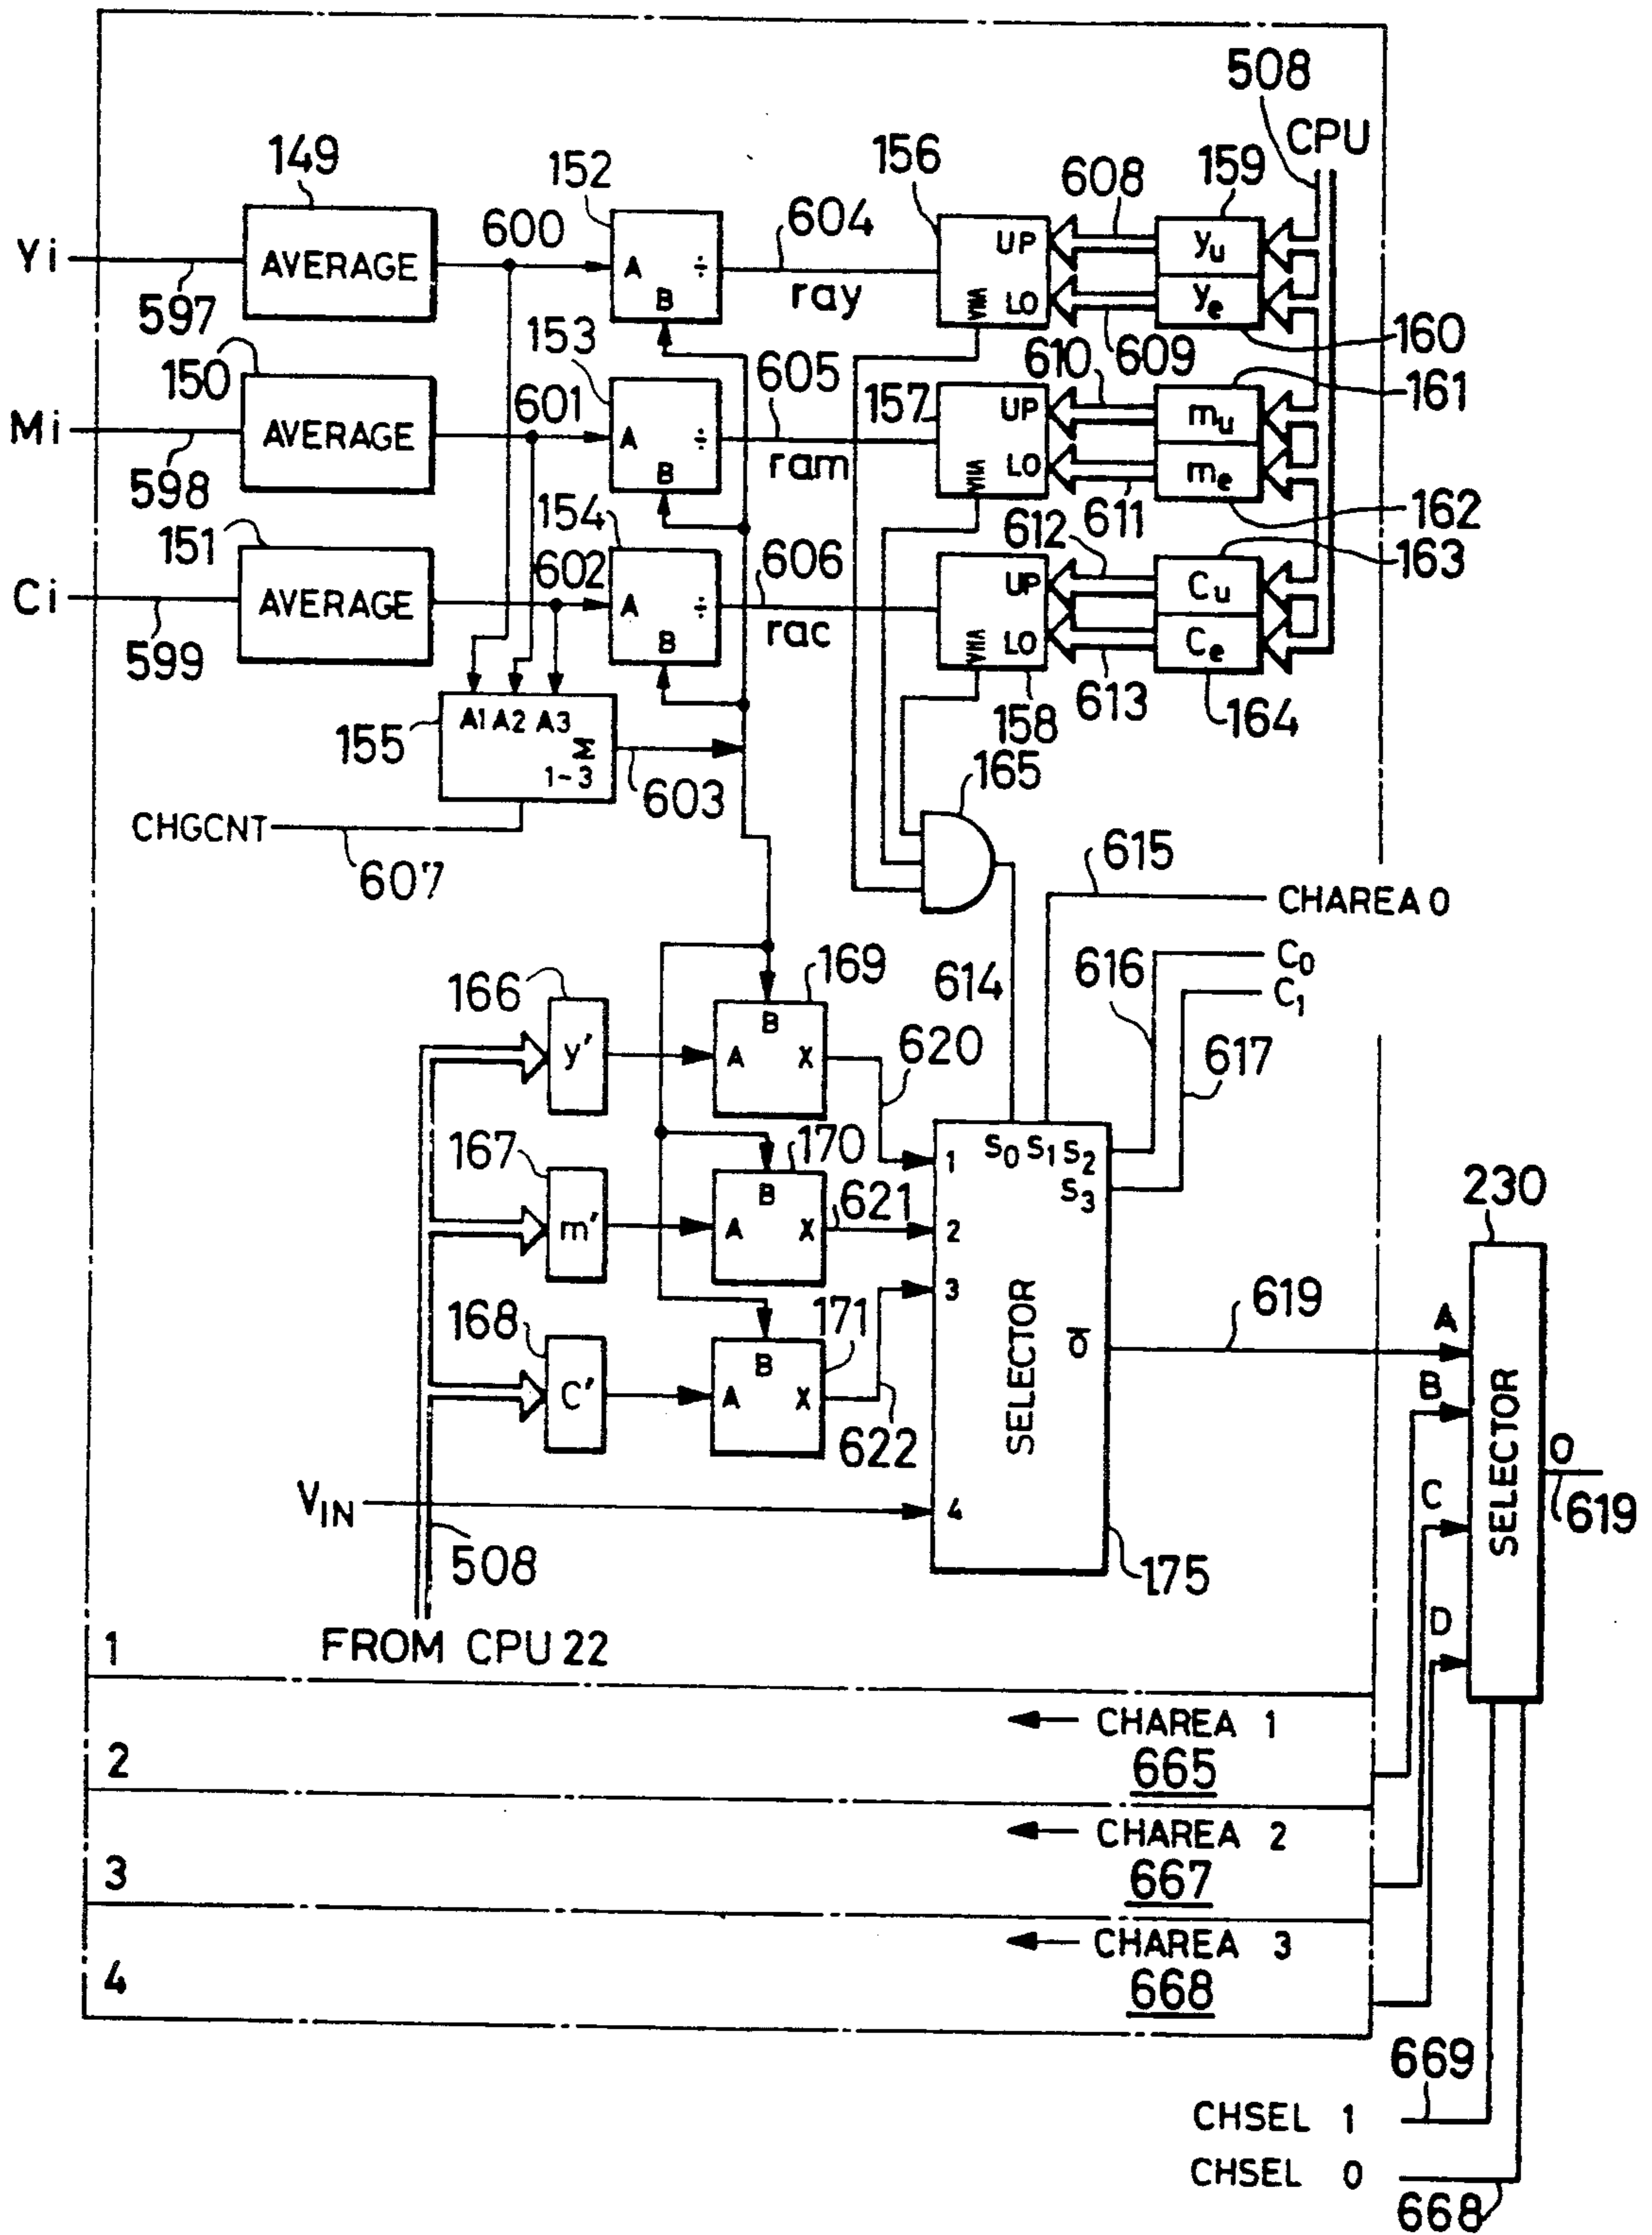 508
CPU
149
152
156
608
159
Yi
597
AVERAGE
600
A
÷
B
604
ray
UP
LO
yu
ye
609
160
150
153
605
157
610
161
Mi
598
AVERAGE
601
A
÷
B
ram
UP
LO
mu
me
611
162
151
154
606
612
163
Ci
599
AVERAGE
602
A
÷
B
rac
UP
LO
Cu
Ce
613
158
164
155
A1 A2 A3
Σ
1~3
603
165
CHGCNT
607
615
CHAREA 0
614
616
C0
C1
617
166
y'
169
B
A
X
620
167
m'
170
B
A
X
621
168
C'
171
B
A
X
622
S0 S1 S2
S3
1
2
3
4
SELECTOR
O̅
175
619
230
A
B
C
D
SELECTOR
O
619
VIN
508
FROM CPU 22
1
CHAREA 1
665
2
CHAREA 2
667
3
CHAREA 3
668
4
669
CHSEL 1
CHSEL 0
668